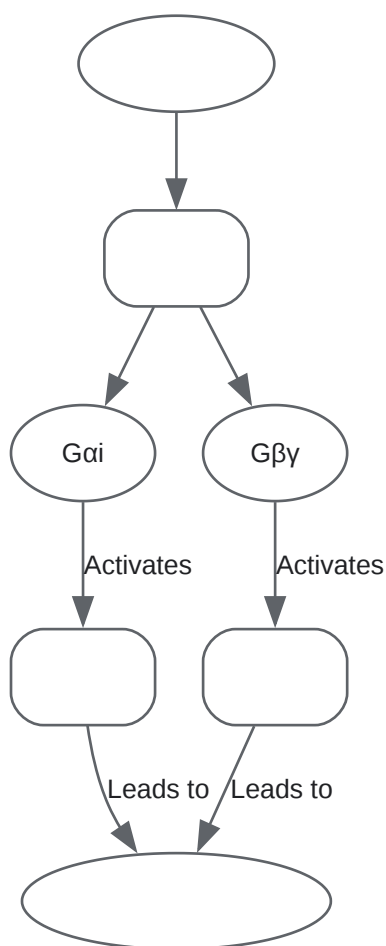 Gαi
Gβγ
Activates
Activates
Leads to
Leads to